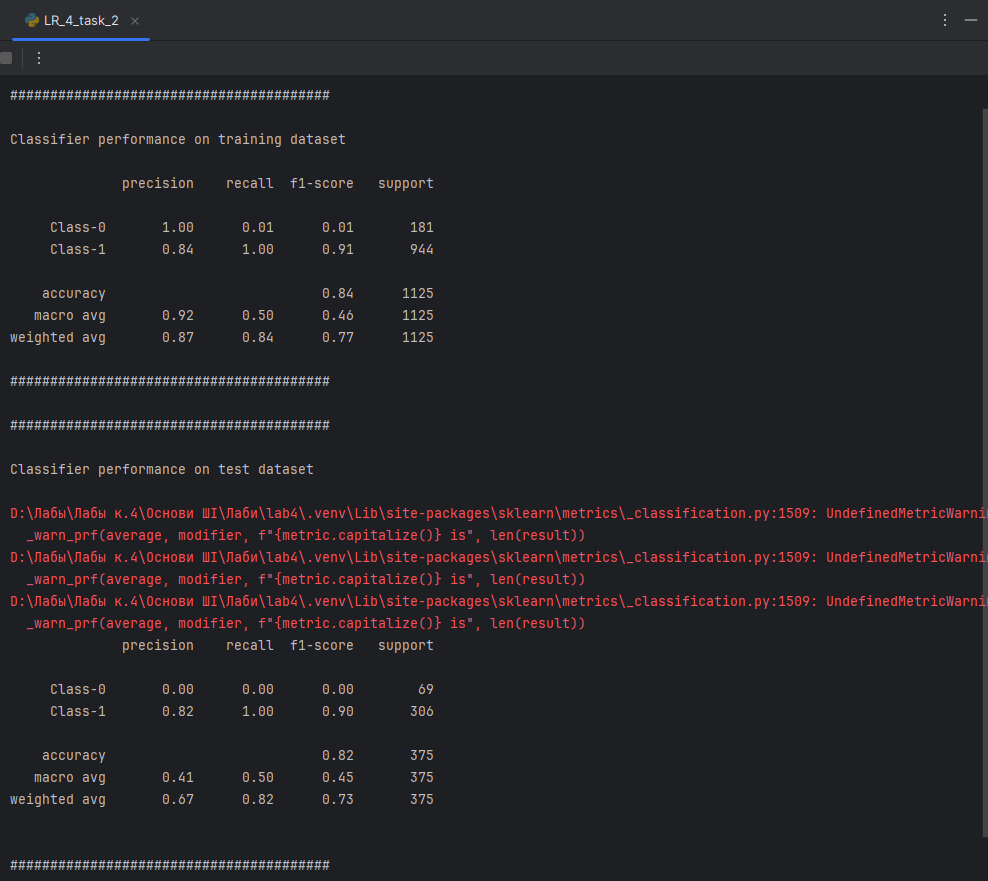 LR_4_task_2
########################################
Classifier performance on training dataset
precision recall f1-score support
Class-0 1.00 0.01 0.01 181
Class-1 0.84 1.00 0.91 944
accuracy 0.84 1125
macro avg 0.92 0.50 0.46 1125
weighted avg 0.87 0.84 0.77 1125
########################################
########################################
Classifier performance on test dataset
D:\Лабы\Лабы к.4\Основи ШІ\Лаби\lab4\.venv\Lib\site-packages\sklearn\metrics\_classification.py:1509: UndefinedMetricWarnin
_warn_prf(average, modifier, f"{metric.capitalize()} is", len(result))
D:\Лабы\Лабы к.4\Основи ШІ\Лаби\lab4\.venv\Lib\site-packages\sklearn\metrics\_classification.py:1509: UndefinedMetricWarnin
_warn_prf(average, modifier, f"{metric.capitalize()} is", len(result))
D:\Лабы\Лабы к.4\Основи ШІ\Лаби\lab4\.venv\Lib\site-packages\sklearn\metrics\_classification.py:1509: UndefinedMetricWarnin
_warn_prf(average, modifier, f"{metric.capitalize()} is", len(result))
precision recall f1-score support
Class-0 0.00 0.00 0.00 69
Class-1 0.82 1.00 0.90 306
accuracy 0.82 375
macro avg 0.41 0.50 0.45 375
weighted avg 0.67 0.82 0.73 375
########################################